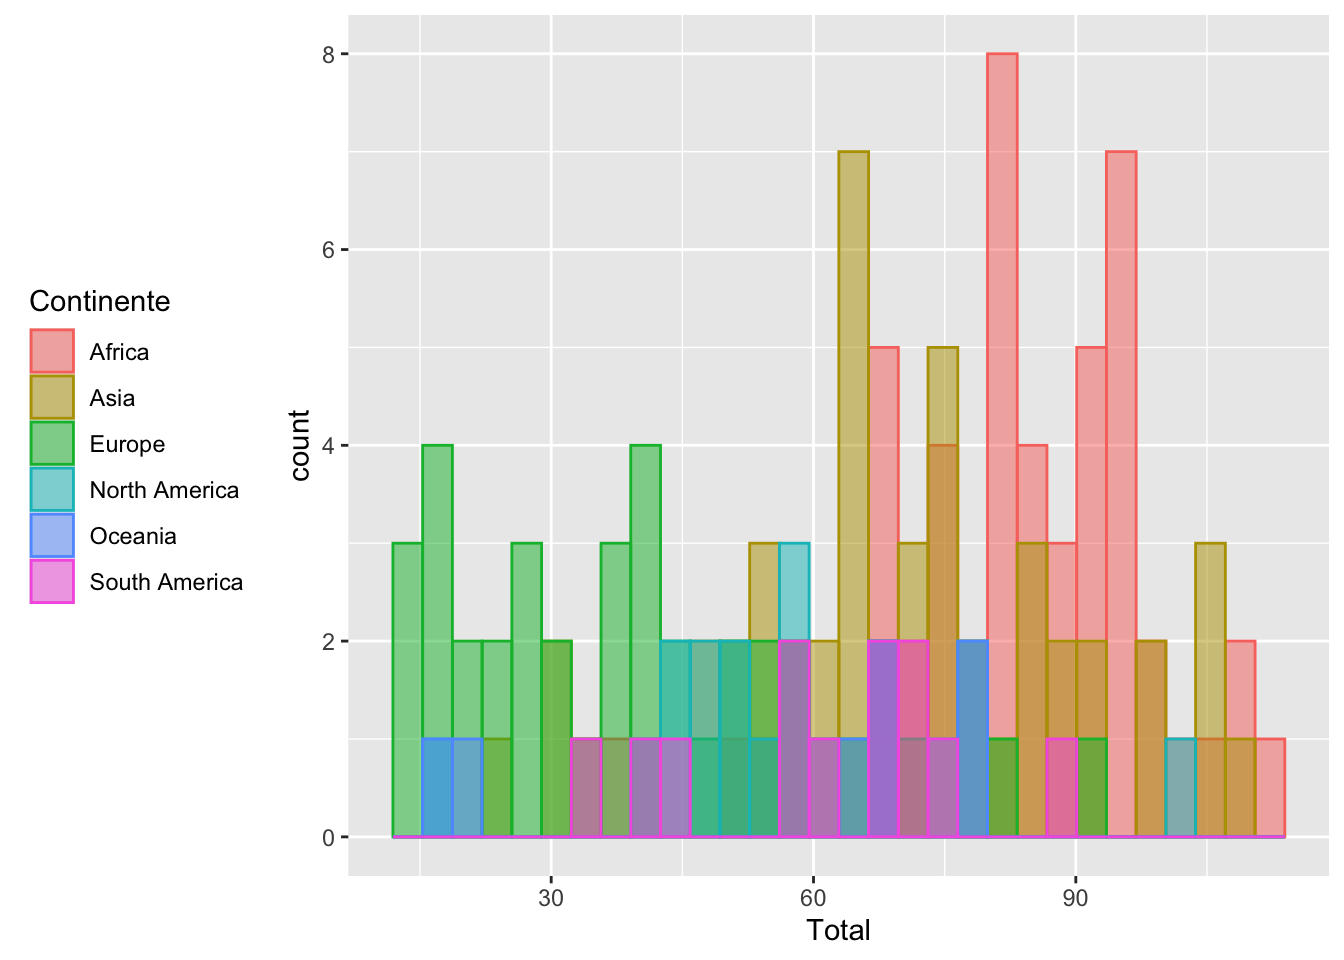 Continente
Africa
Asia
Europe
North America
Oceania
South America
count
8
6
4
2
0
30 60 90
Total